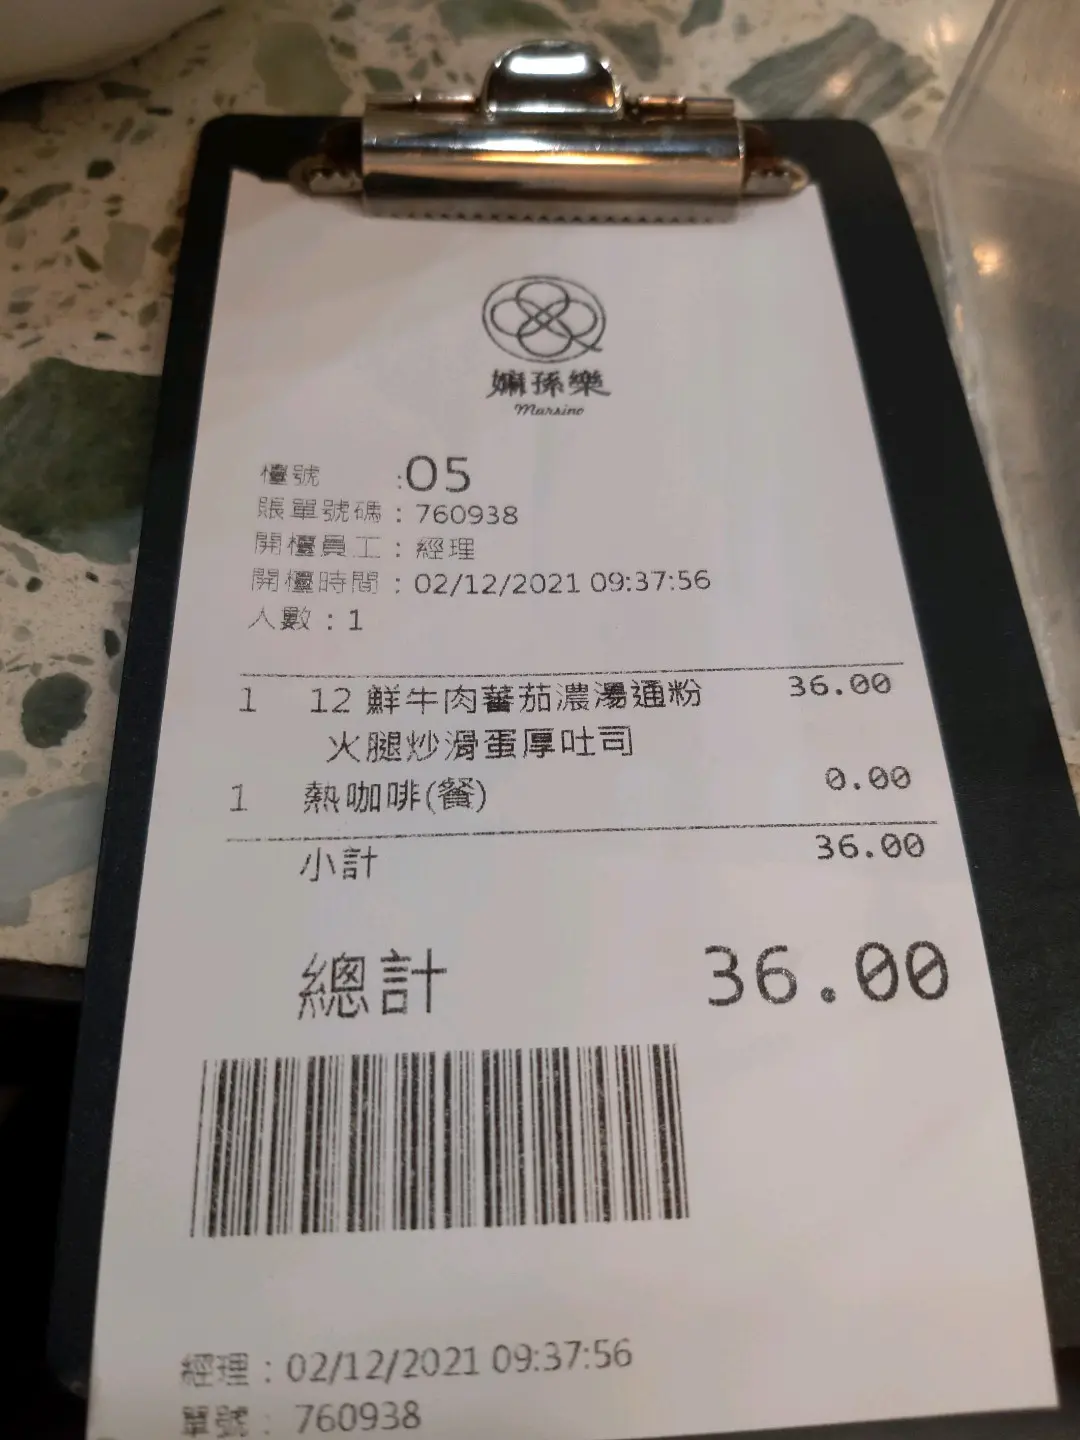 嫲孫樂
Marsino
檯號 :05
賬單號碼 : 760938
開檯員工 : 經理
開檯時間 : 02/12/2021 09:37:56
人數 : 1
1 12 鮮牛肉蕃茄濃湯通粉 36.00
火腿炒滑蛋厚吐司
1 熱咖啡(餐) 0.00
小計 36.00
總計 36.00
經理 : 02/12/2021 09:37:56
單號 : 760938